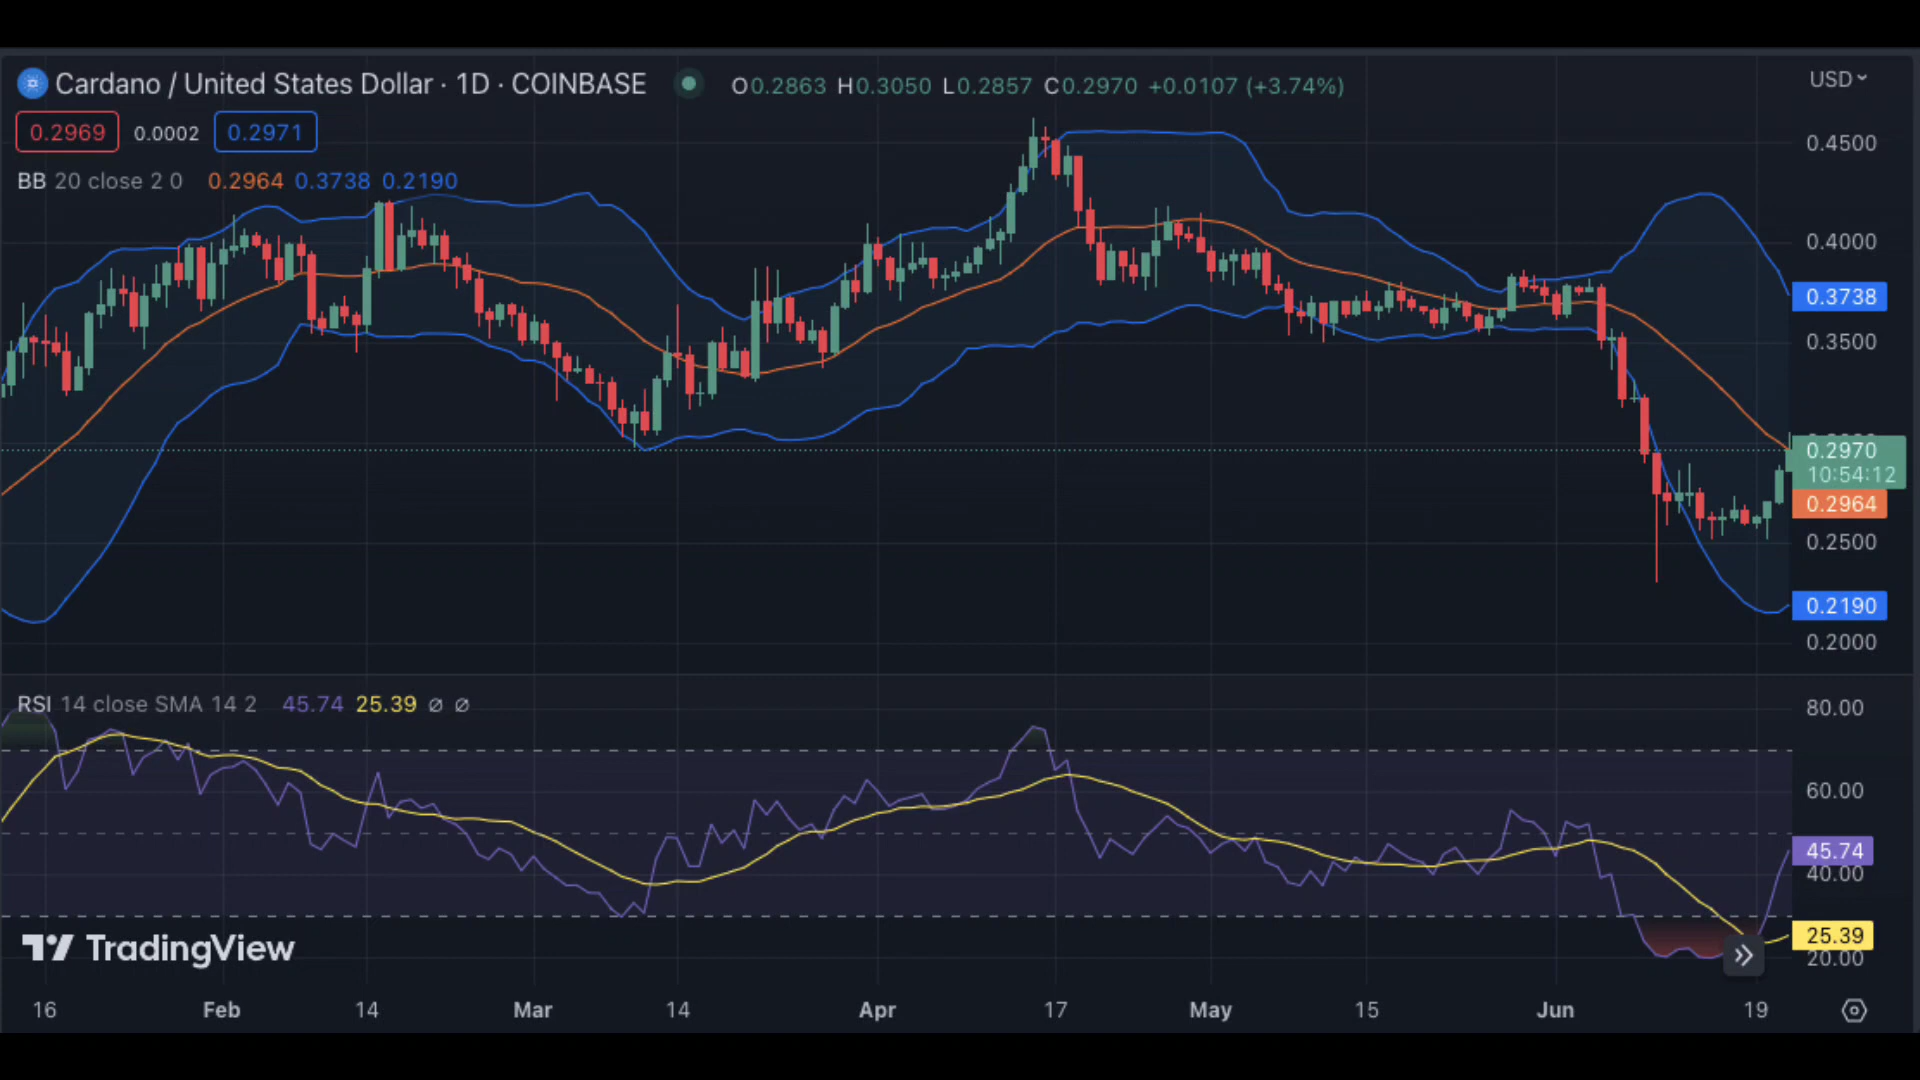 Cardano / United States Dollar · 1D · COINBASE O0.2863 H0.3050 L0.2857 C0.2970 +0.0107 (+3.74%)
USD
0.2969 0.0002 0.2971
BB 20 close 2 0 0.2964 0.3738 0.2190
0.4500
0.4000
0.3738
0.3500
0.2970
10:54:12
0.2964
0.2500
0.2190
0.2000
RSI 14 close SMA 14 2 45.74 25.39 ∅ ∅
80.00
60.00
45.74
40.00
25.39
20.00
TradingView
16 Feb 14 Mar 14 Apr 17 May 15 Jun 19